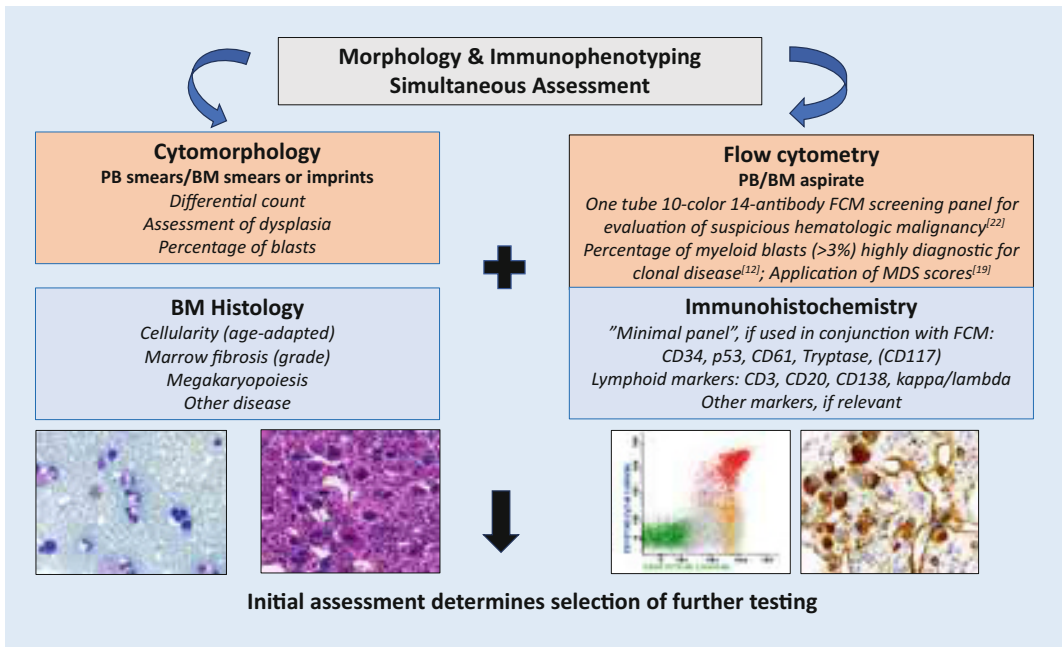 Morphology & Immunophenotyping
Simultaneous Assessment
Cytomorphology
PB smears/BM smears or imprints
Differential count
Assessment of dysplasia
Percentage of blasts
BM Histology
Cellularity (age-adapted)
Marrow fibrosis (grade)
Megakaryopoiesis
Other disease
Flow cytometry
PB/BM aspirate
One tube 10-color 14-antibody FCM screening panel for
evaluation of suspicious hematologic malignancy[22]
Percentage of myeloid blasts (>3%) highly diagnostic for
clonal disease[12]; Application of MDS scores[19]
Immunohistochemistry
”Minimal panel”, if used in conjunction with FCM:
CD34, p53, CD61, Tryptase, (CD117)
Lymphoid markers: CD3, CD20, CD138, kappa/lambda
Other markers, if relevant
Initial assessment determines selection of further testing